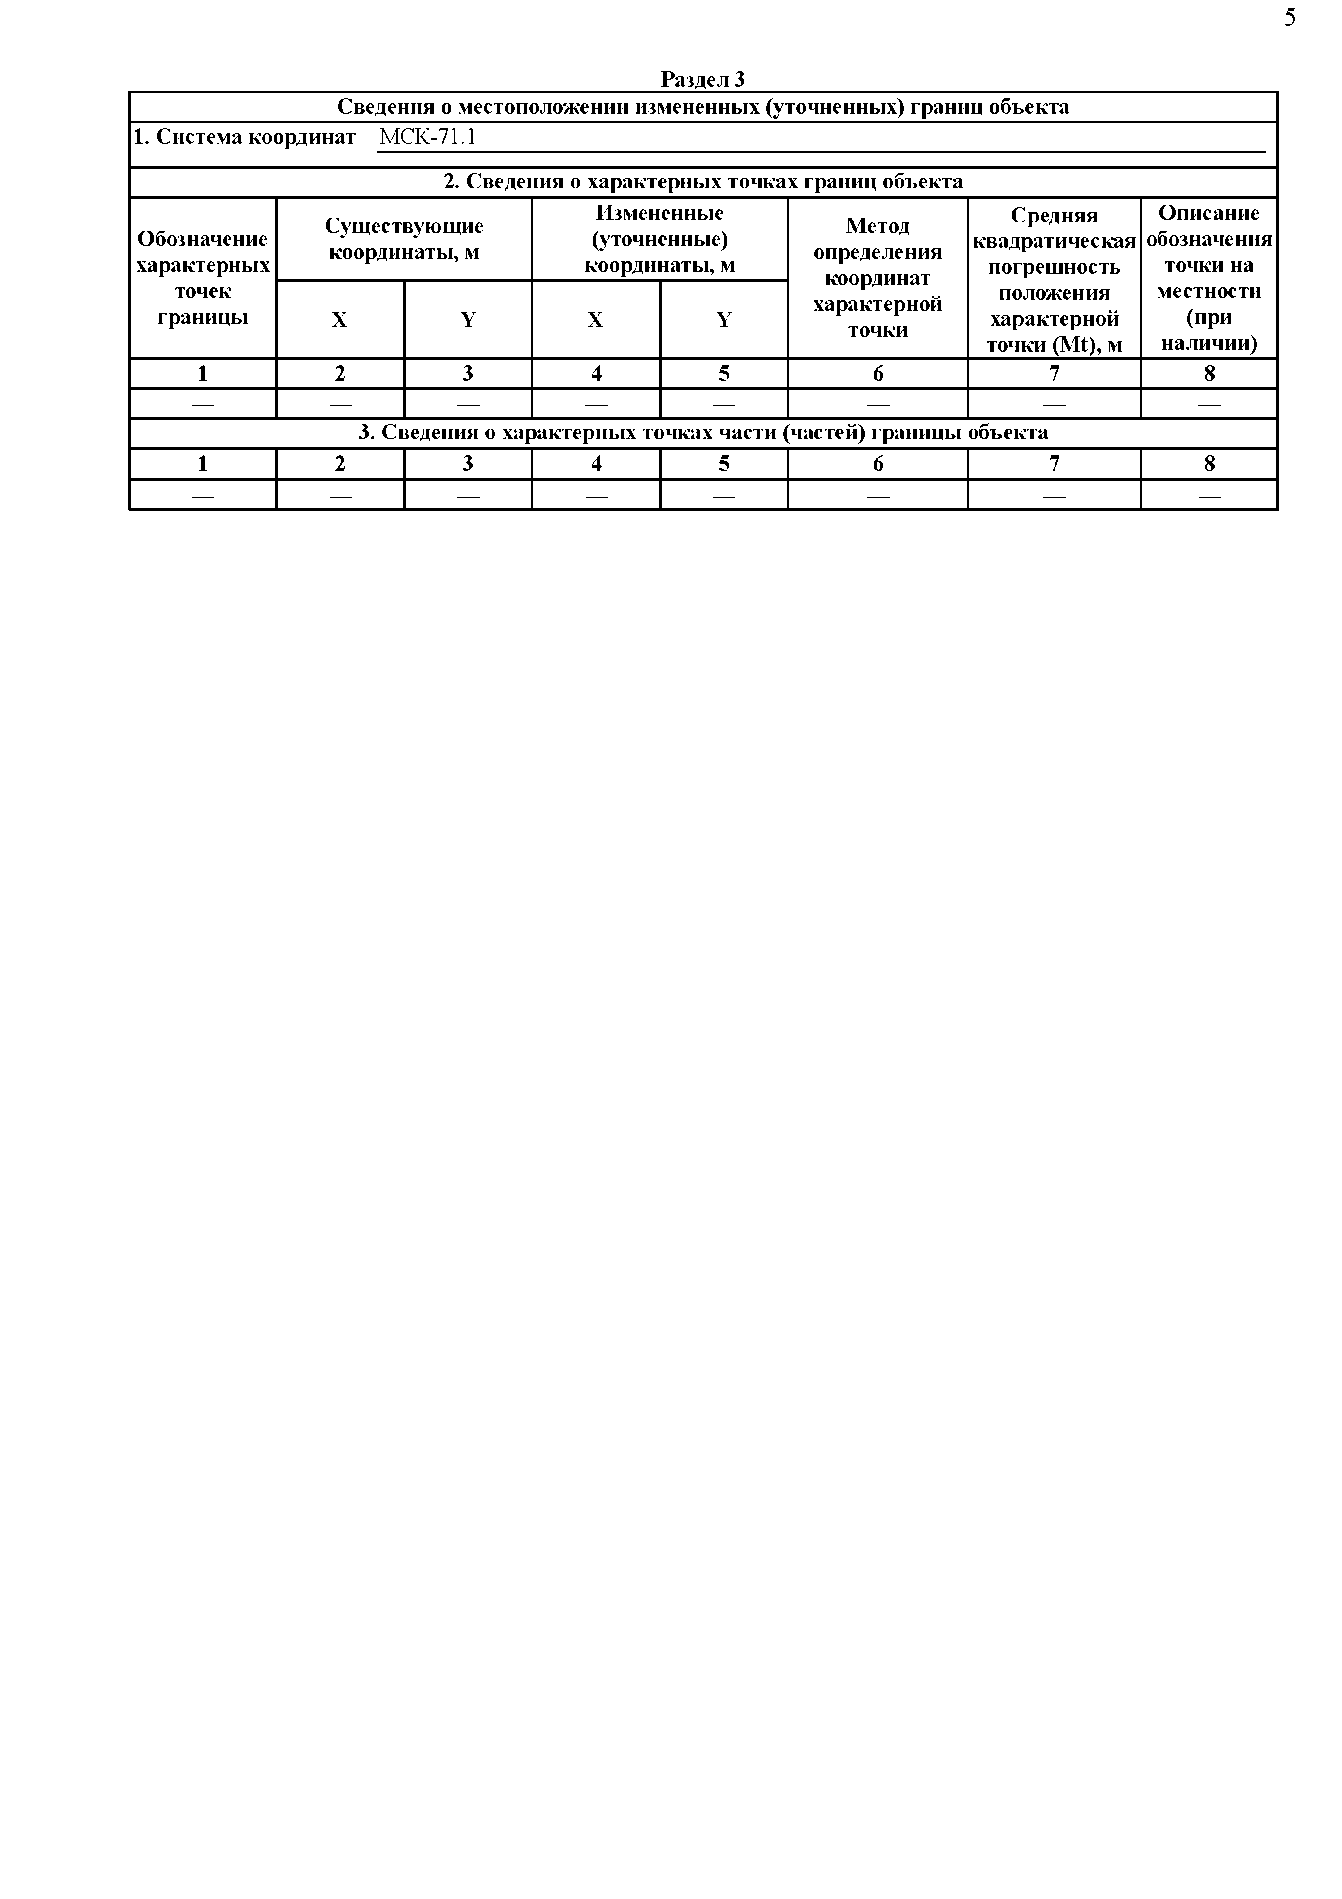 5
Раздел 3
Сведения о местоположении измененных (уточненных) границ объекта
1. Система координат МСК-71.1
2. Сведения о характерных точках границ объекта
Обозначение
характерных
точек
границы
Существующие
координаты, м
Измененные
(уточненные)
координаты, м
Метод
определения
координат
характерной
точки
Средняя
квадратическая
погрешность
положения
характерной
точки (Mt), м
Описание
обозначения
точки на
местности
(при
наличии)
X Y X Y
1 2 3 4 5 6 7 8
— — — — — — — —
3. Сведения о характерных точках части (частей) границы объекта
1 2 3 4 5 6 7 8
— — — — — — — —